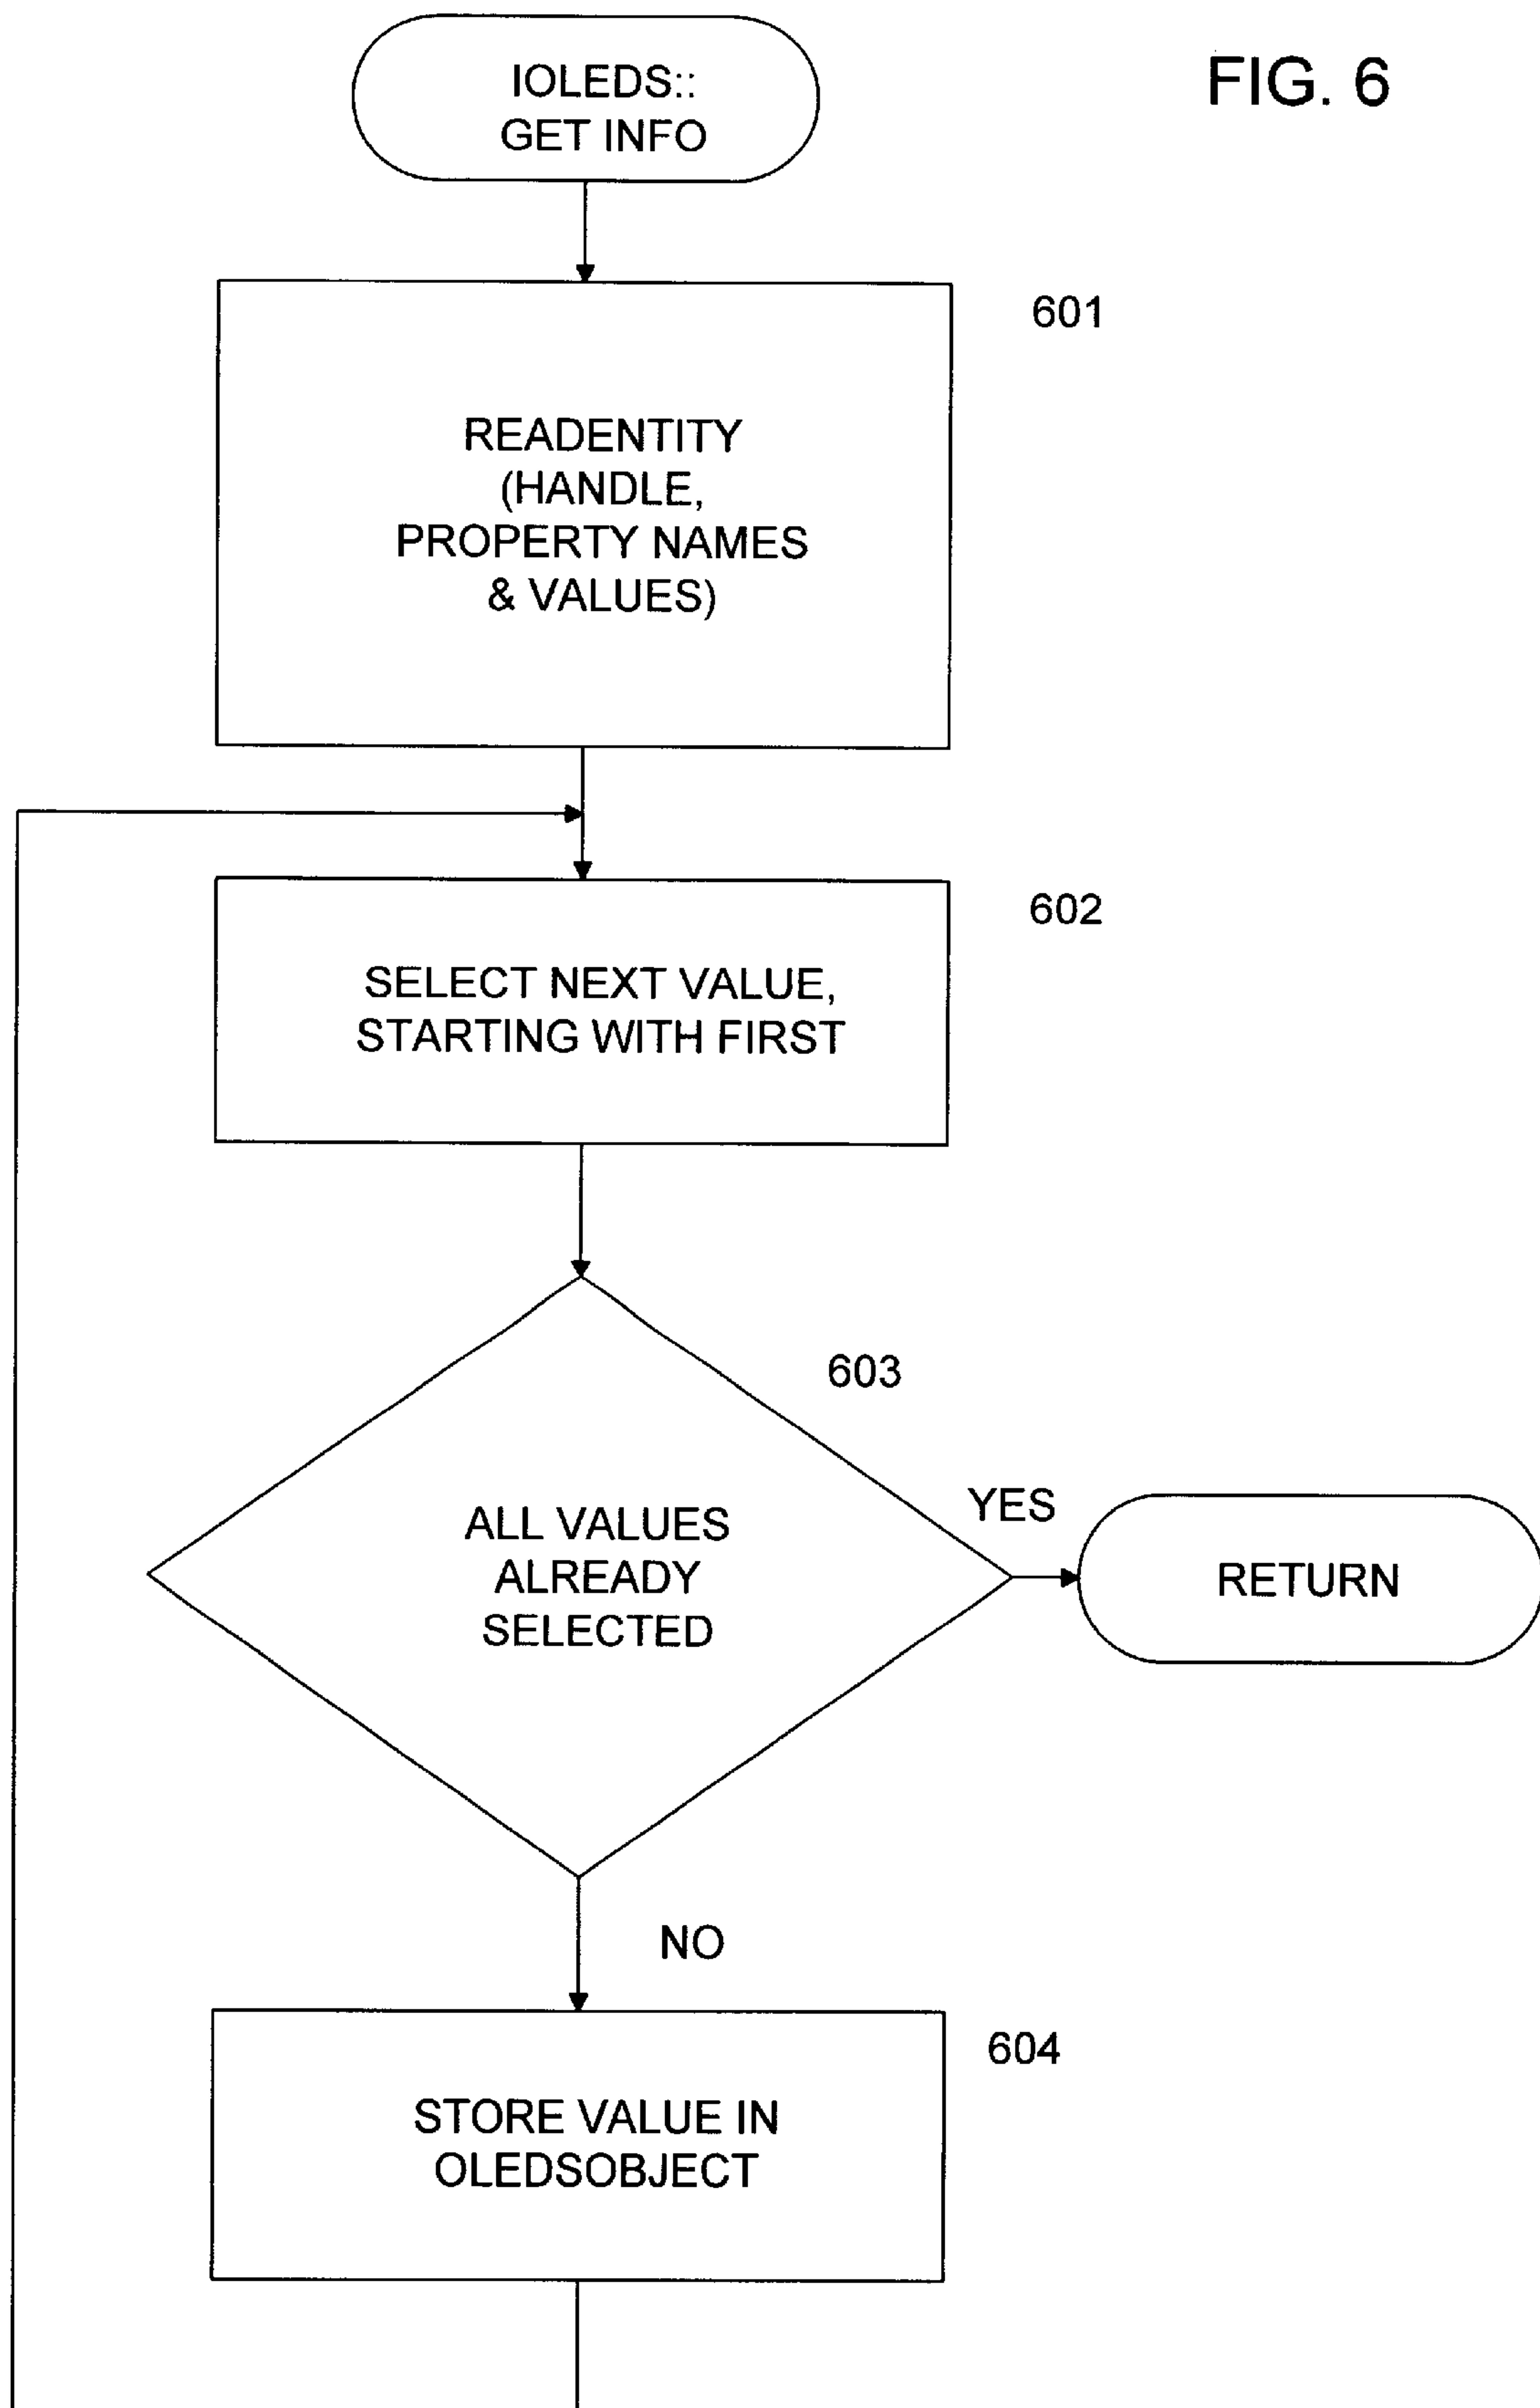 FIG. 6
IOLEDS::
GET INFO
601
READENTITY
(HANDLE,
PROPERTY NAMES
& VALUES)
602
SELECT NEXT VALUE,
STARTING WITH FIRST
603
ALL VALUES
ALREADY
SELECTED
YES
RETURN
NO
604
STORE VALUE IN
OLEDSOBJECT